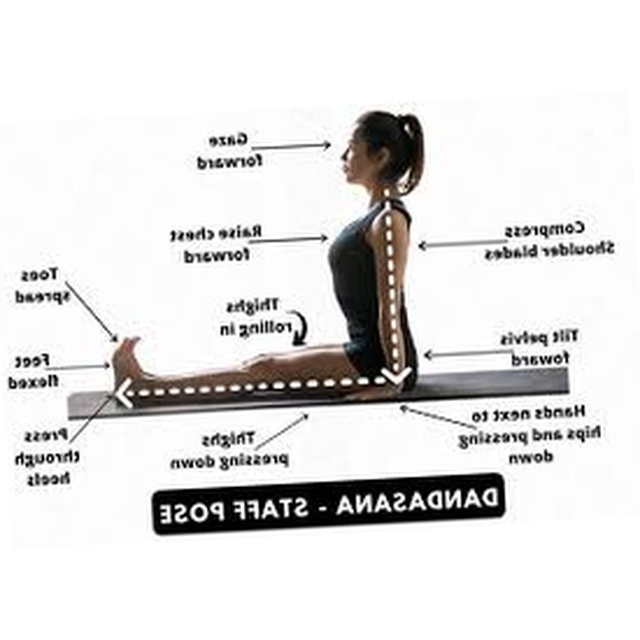 Gaze
forward
Raise chest
forward
Compress
Shoulder blades
Toes
spread
Thighs
rolling in
Feet
flexed
Tilt pelvis
foward
Press
through
heels
Thighs
pressing down
Hands next to
hips and pressing
down
DANDASANA - STAFF POSE